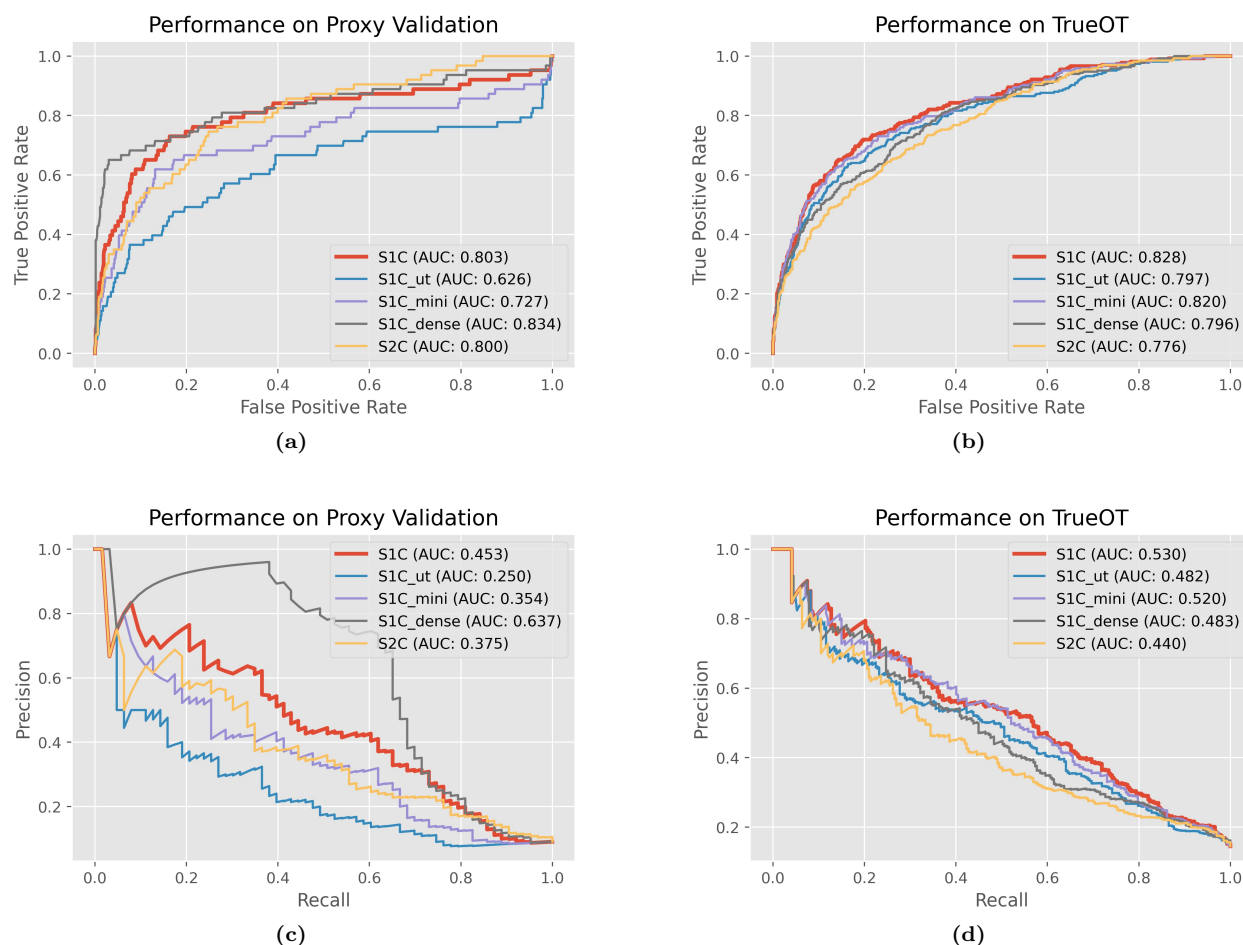 Performance on Proxy Validation
1.0
0.8
0.6
0.4
0.2
0.0
True Positive Rate
S1C (AUC: 0.803)
S1C_ut (AUC: 0.626)
S1C_mini (AUC: 0.727)
S1C_dense (AUC: 0.834)
S2C (AUC: 0.800)
0.0 0.2 0.4 0.6 0.8 1.0
False Positive Rate
(a)
Performance on TrueOT
1.0
0.8
0.6
0.4
0.2
0.0
True Positive Rate
S1C (AUC: 0.828)
S1C_ut (AUC: 0.797)
S1C_mini (AUC: 0.820)
S1C_dense (AUC: 0.796)
S2C (AUC: 0.776)
0.0 0.2 0.4 0.6 0.8 1.0
False Positive Rate
(b)
Performance on Proxy Validation
1.0
0.8
0.6
0.4
0.2
Precision
S1C (AUC: 0.453)
S1C_ut (AUC: 0.250)
S1C_mini (AUC: 0.354)
S1C_dense (AUC: 0.637)
S2C (AUC: 0.375)
0.0 0.2 0.4 0.6 0.8 1.0
Recall
(c)
Performance on TrueOT
1.0
0.8
0.6
0.4
0.2
Precision
S1C (AUC: 0.530)
S1C_ut (AUC: 0.482)
S1C_mini (AUC: 0.520)
S1C_dense (AUC: 0.483)
S2C (AUC: 0.440)
0.0 0.2 0.4 0.6 0.8 1.0
Recall
(d)